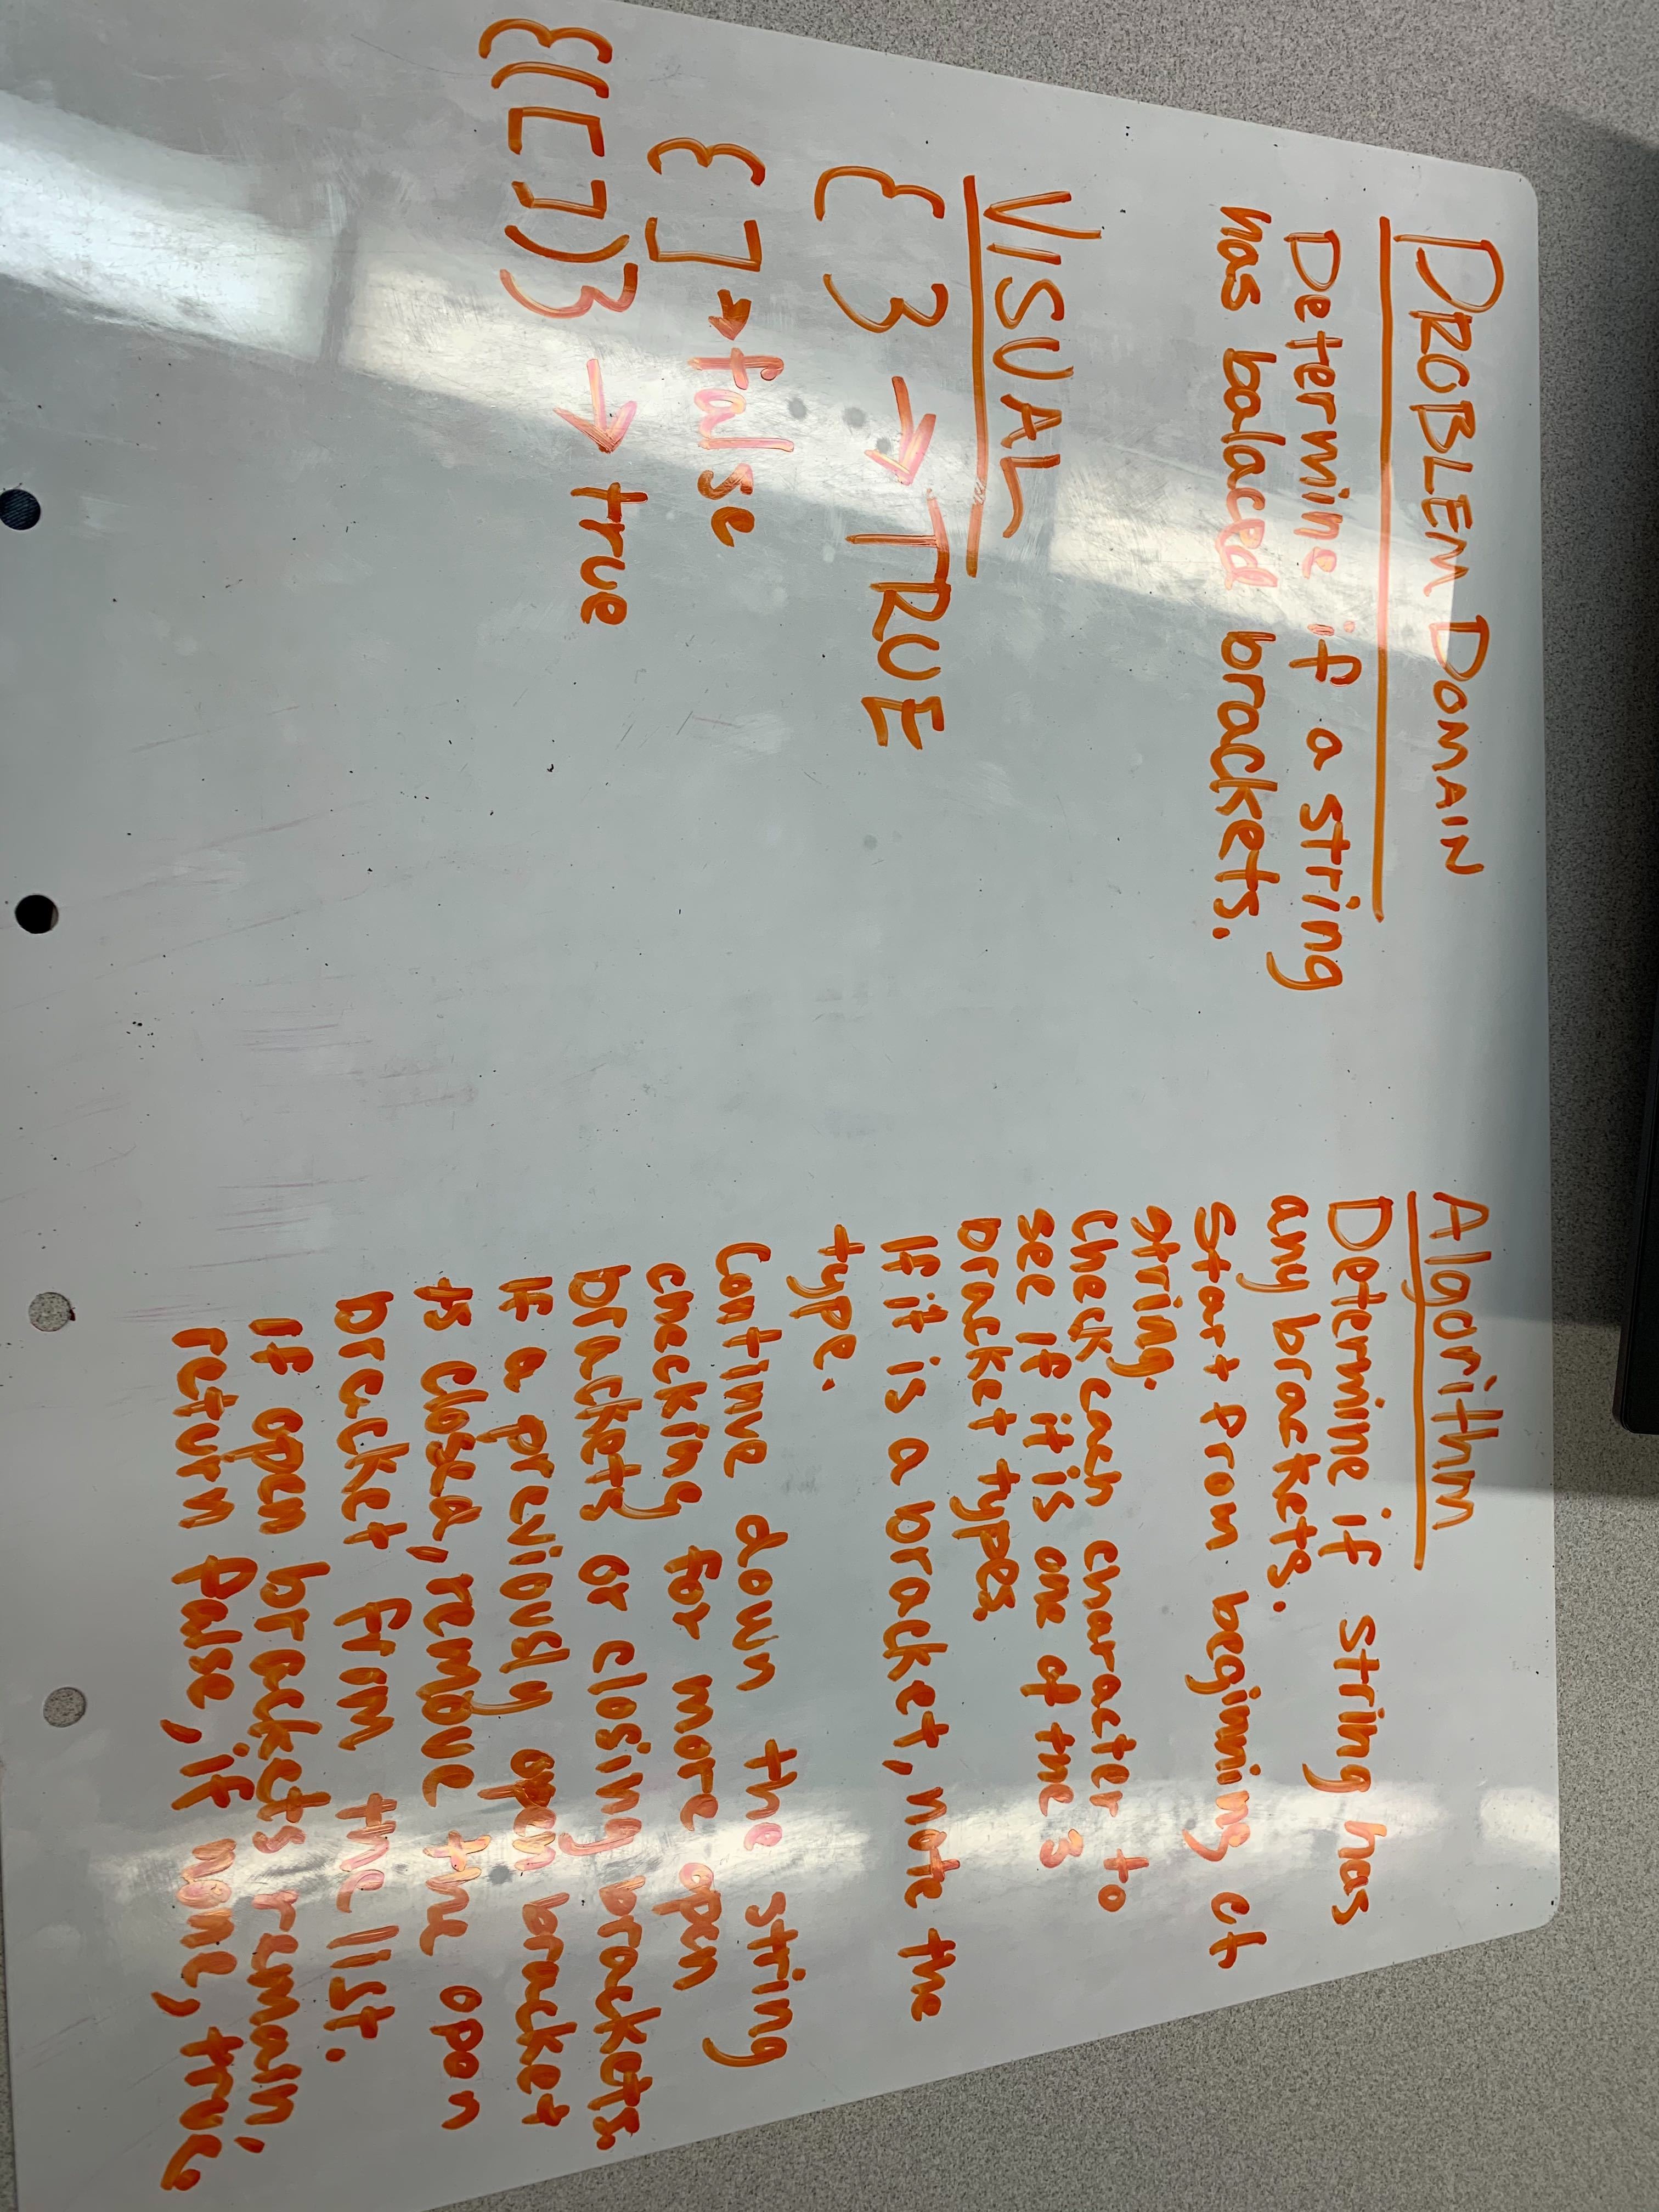 PROBLEM DOMAIN
Determine if a string
has balaced brackets.
VISUAL
{ } → TRUE
{ ] → false
{([])} → true
Algorithm
Determine if string has
any brackets.
Start from beginning of
string.
Check each character to
see if it is one of the 3
bracket types.
If it is a bracket, note the
type.
Continue down the string
checking for more open
brackets or closing brackets.
If a previously open bracket
is closed, remove the open
bracket from the list.
If open brackets remain,
return false, if none, true